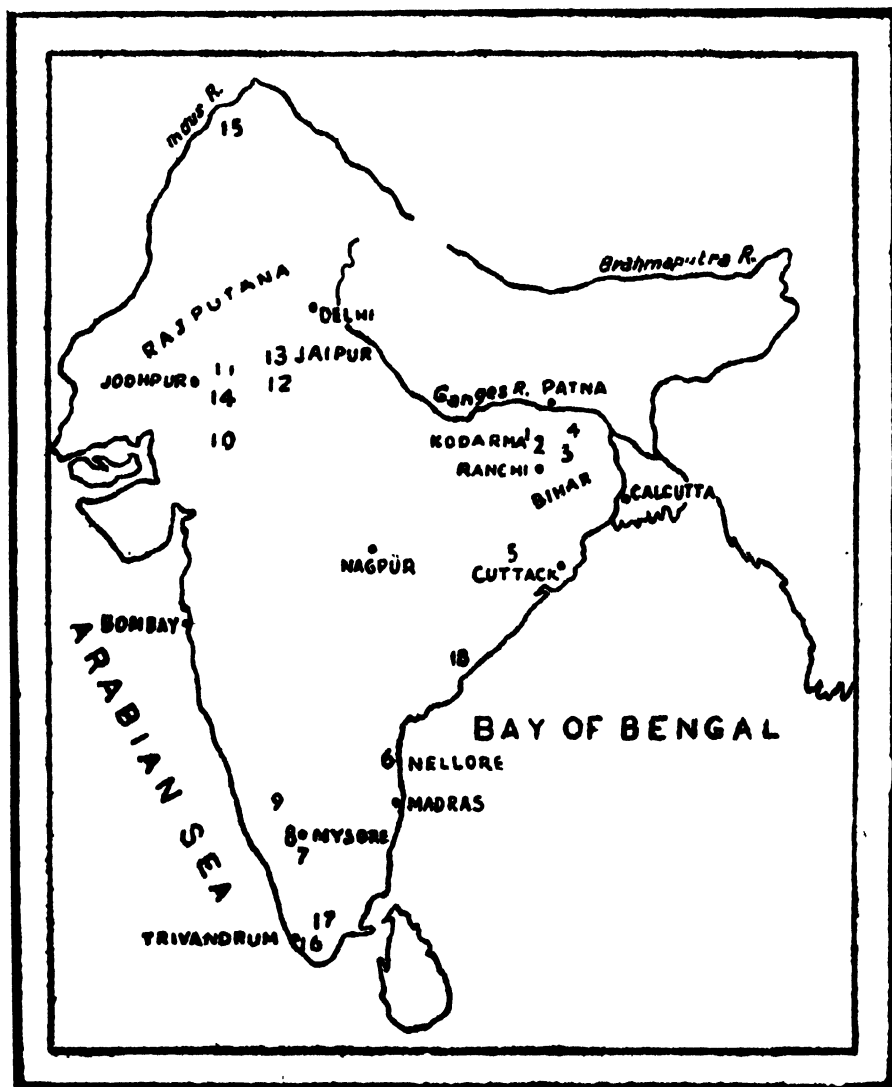 mdus R.
15
Brahmaputra R.
RAJPUTANA
DELHI
13 JAIPUR
11
JODHPUR
12
14
Ganges R. PATNA
10
KODARMA 1 2
4
3
RANCHI
BIHAR
CALCUTTA
5
NAGPÜR
CUTTACK
BOMBAY
ARABIAN SEA
18
BAY OF BENGAL
6 NELLORE
9
MADRAS
8 MYSORE
7
17
TRIVANDRUM
16